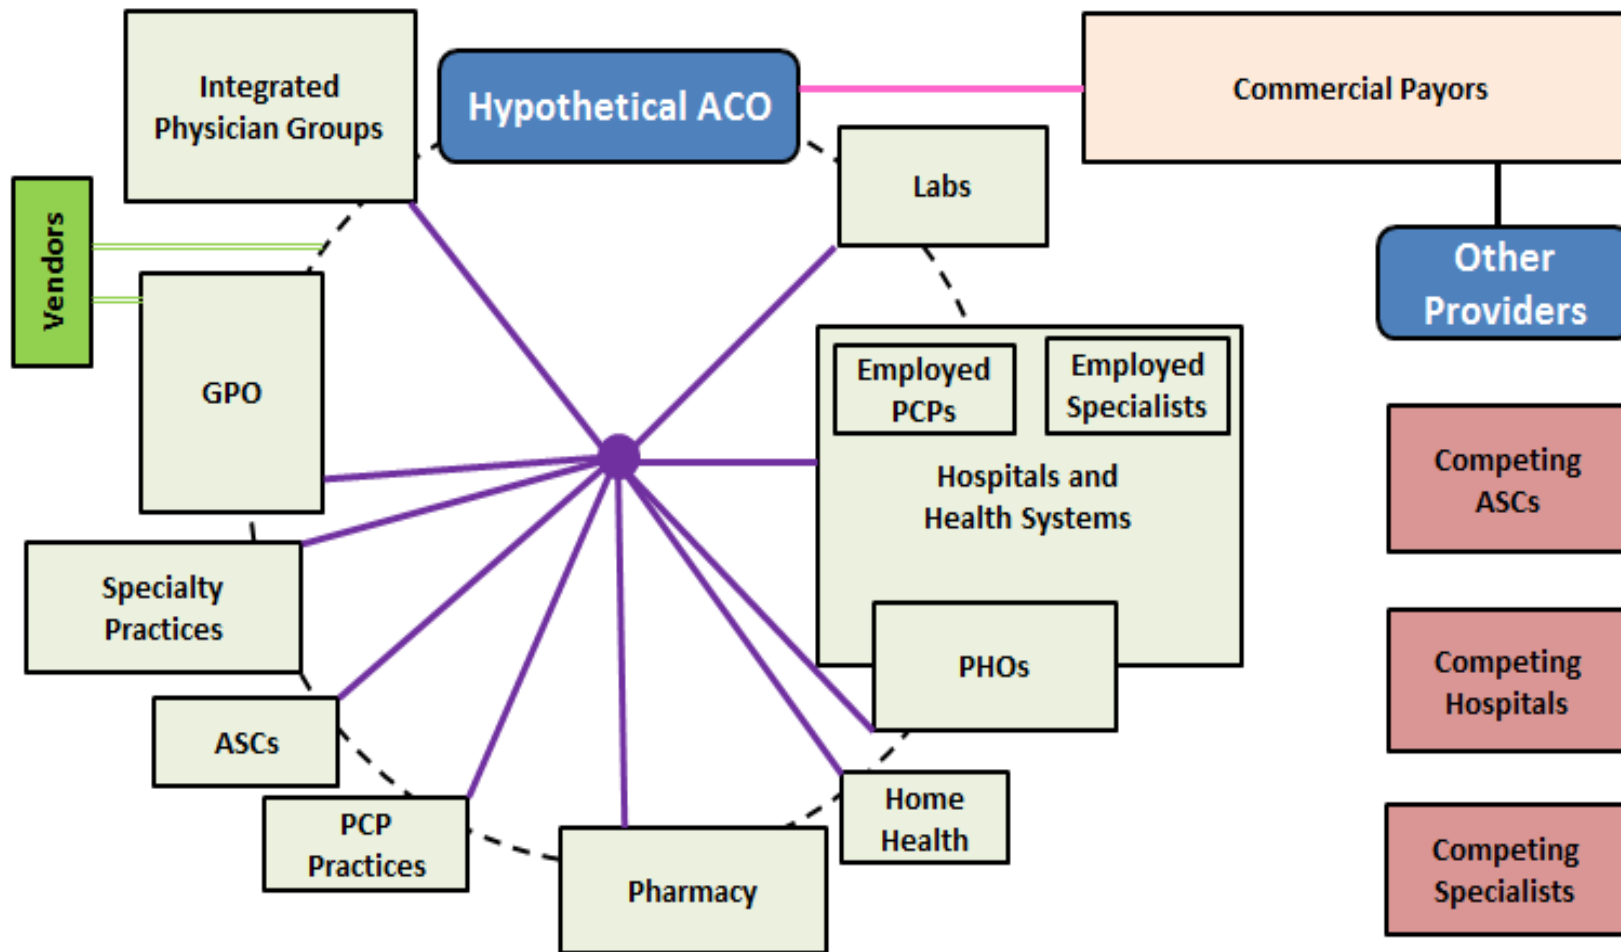 Integrated
Physician Groups
Hypothetical ACO
Commercial Payors
Labs
Vendors
Other
Providers
GPO
Employed
PCPs
Employed
Specialists
Hospitals and
Health Systems
Competing
ASCs
Specialty
Practices
PHOs
Competing
Hospitals
ASCs
Home
Health
PCP
Practices
Pharmacy
Competing
Specialists